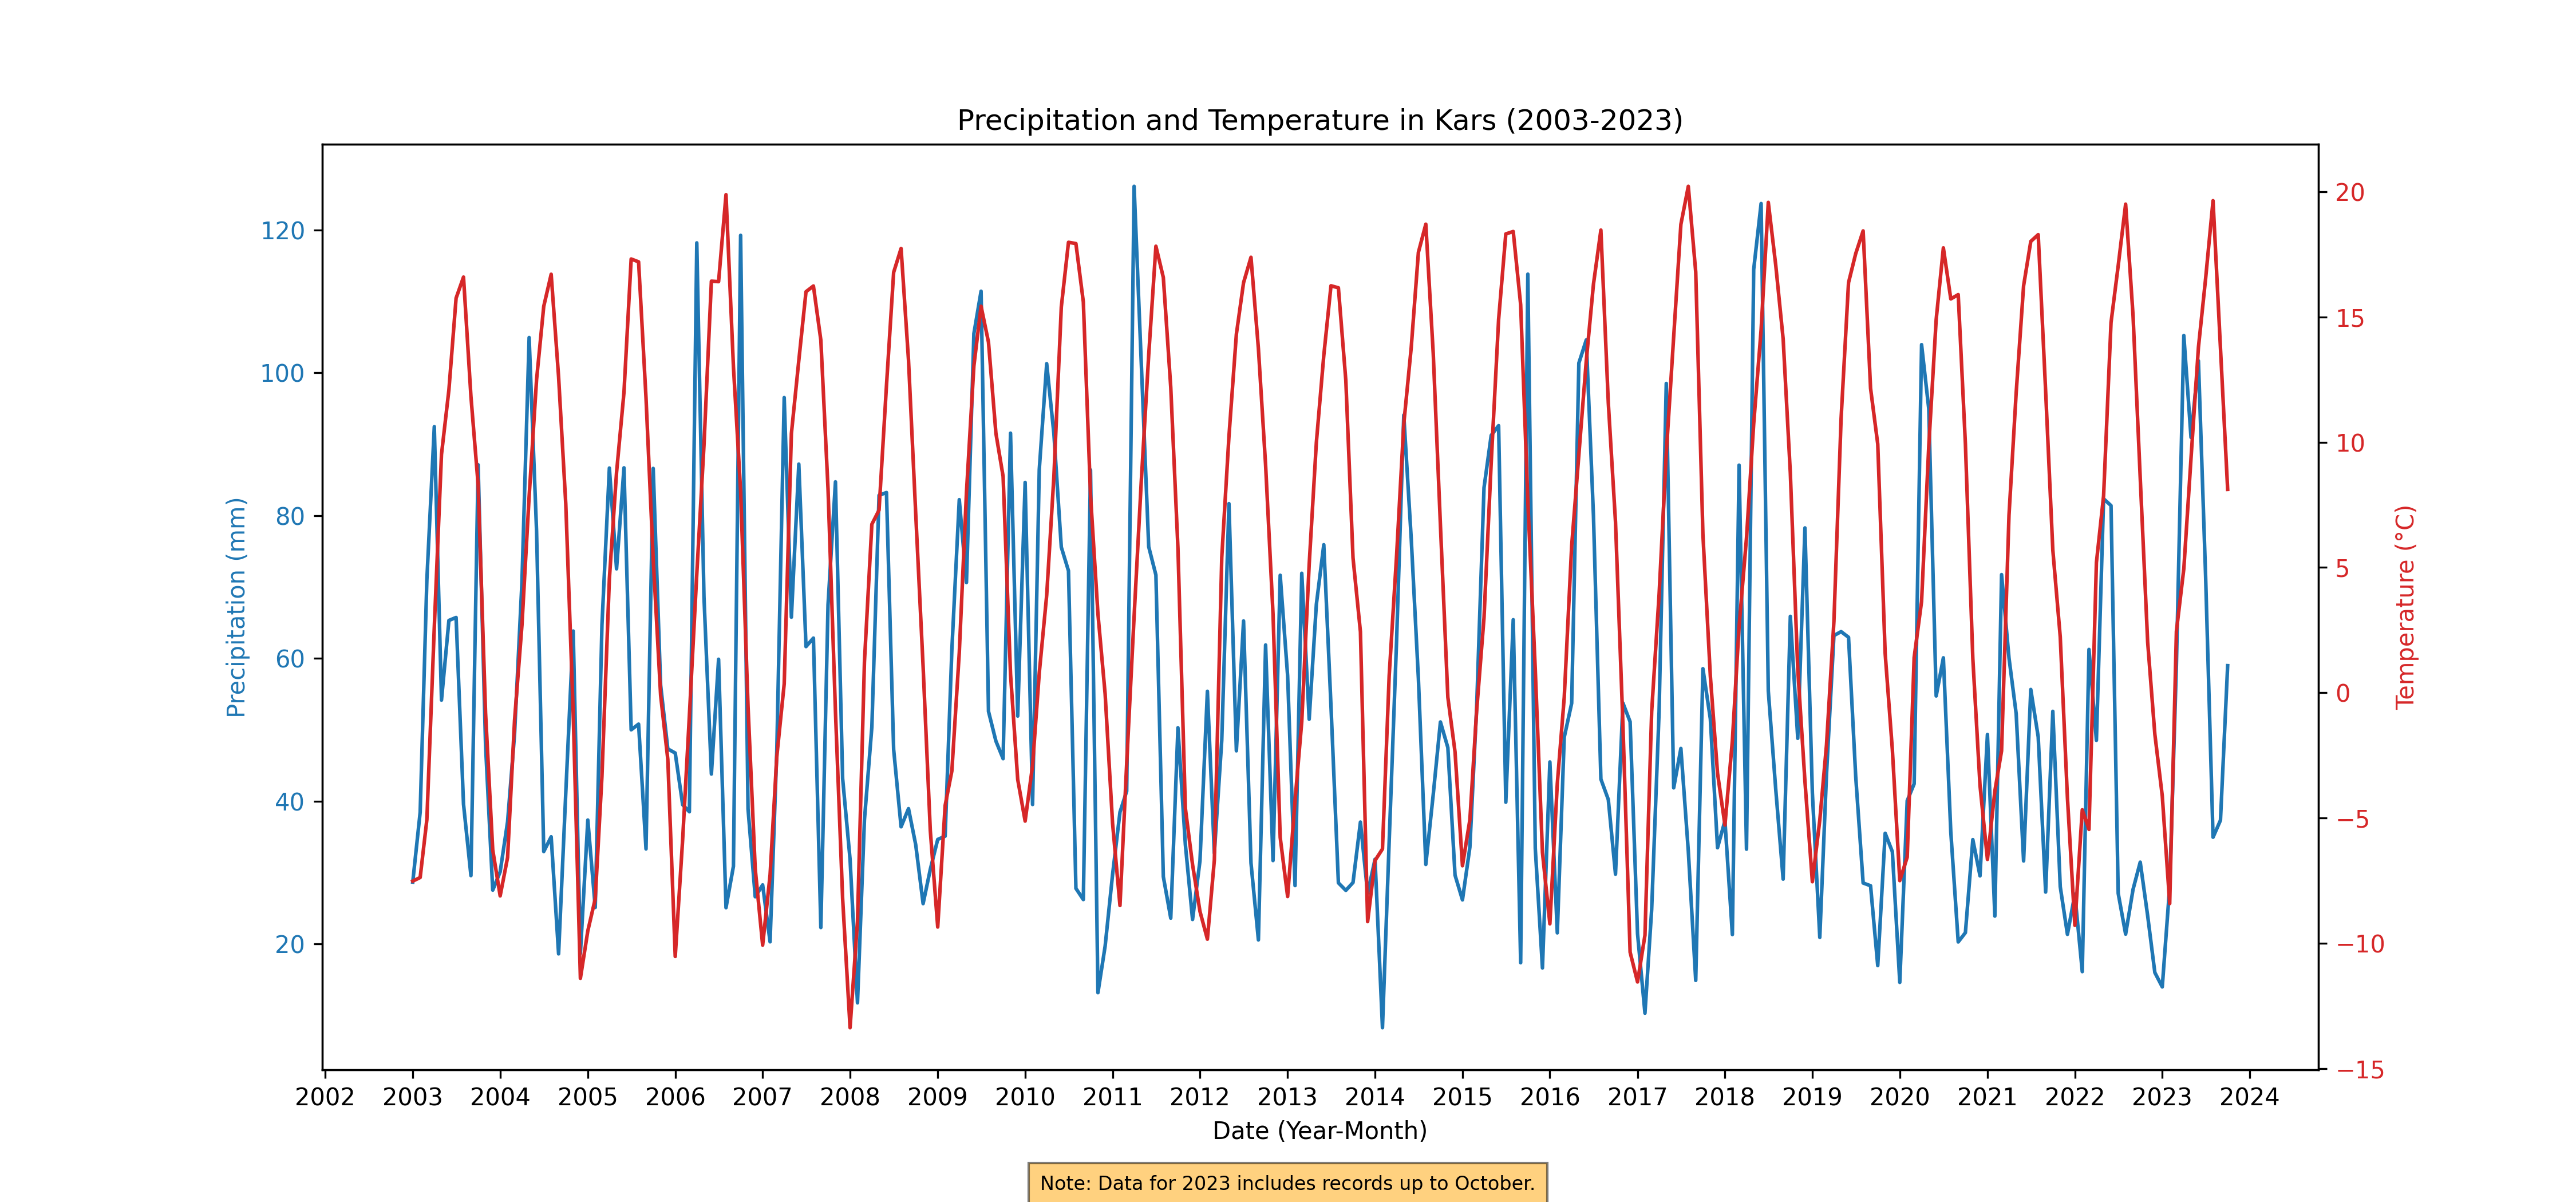 Precipitation and Temperature in Kars (2003-2023)
120
100
80
60
40
20
Precipitation (mm)
20
15
10
5
0
−5
−10
−15
Temperature (°C)
2002 2003 2004 2005 2006 2007 2008 2009 2010 2011 2012 2013 2014 2015 2016 2017 2018 2019 2020 2021 2022 2023 2024
Date (Year-Month)
Note: Data for 2023 includes records up to October.